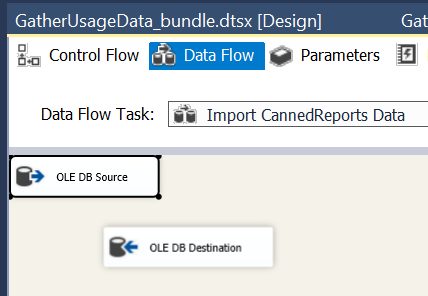 GatherUsageData_bundle.dtsx [Design]
Gat
Control Flow
Data Flow
Parameters
Data Flow Task:
Import CannedReports Data
OLE DB Source
OLE DB Destination